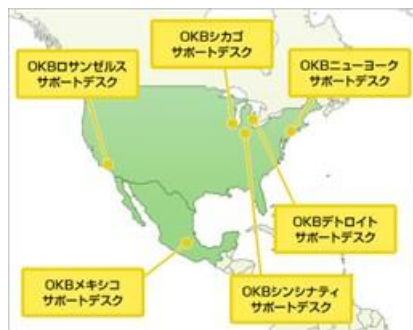 OKBシカゴ
サポートデスク
OKBロサンゼルス
サポートデスク
OKBニューヨーク
サポートデスク
OKBデトロイト
サポートデスク
OKBメキシコ
サポートデスク
OKBシンシナティ
サポートデスク